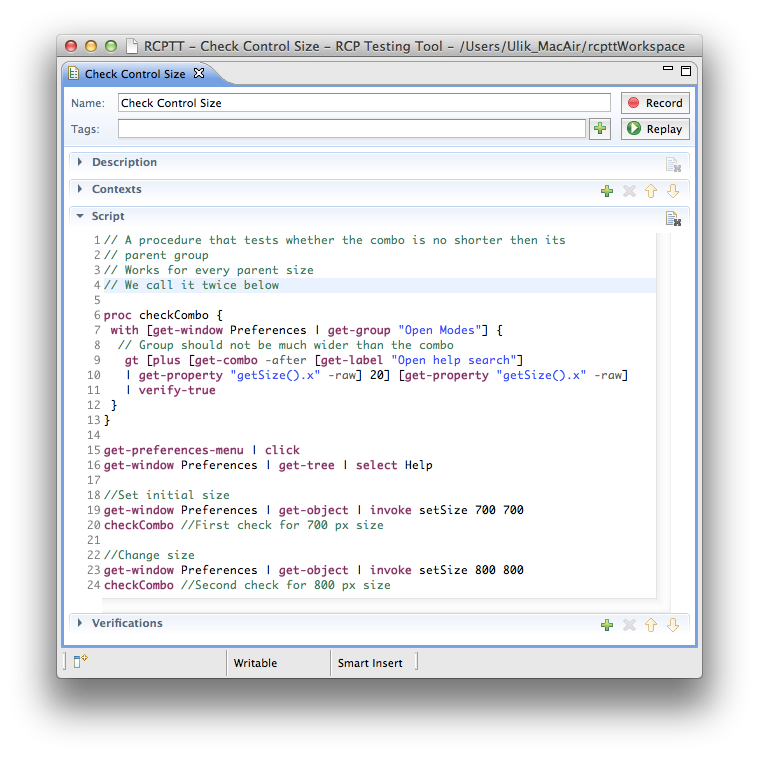 RCPTT - Check Control Size - RCP Testing Tool - /Users/Ulik_MacAir/rcpttWorkspace
Check Control Size
Name: Check Control Size Record
Tags: Replay
Description
Contexts
Script
1 // A procedure that tests whether the combo is no shorter then its
2 // parent group
3 // Works for every parent size
4 // We call it twice below
5
6 proc checkCombo {
7 with [get-window Preferences | get-group "Open Modes"] {
8 // Group should not be much wider than the combo
9 gt [plus [get-combo -after [get-label "Open help search"]
10 | get-property "getSize().x" -raw] 20] [get-property "getSize().x" -raw]
11 | verify-true
12 }
13 }
14
15 get-preferences-menu | click
16 get-window Preferences | get-tree | select Help
17
18 //Set initial size
19 get-window Preferences | get-object | invoke setSize 700 700
20 checkCombo //First check for 700 px size
21
22 //Change size
23 get-window Preferences | get-object | invoke setSize 800 800
24 checkCombo //Second check for 800 px size
Verifications
Writable Smart Insert